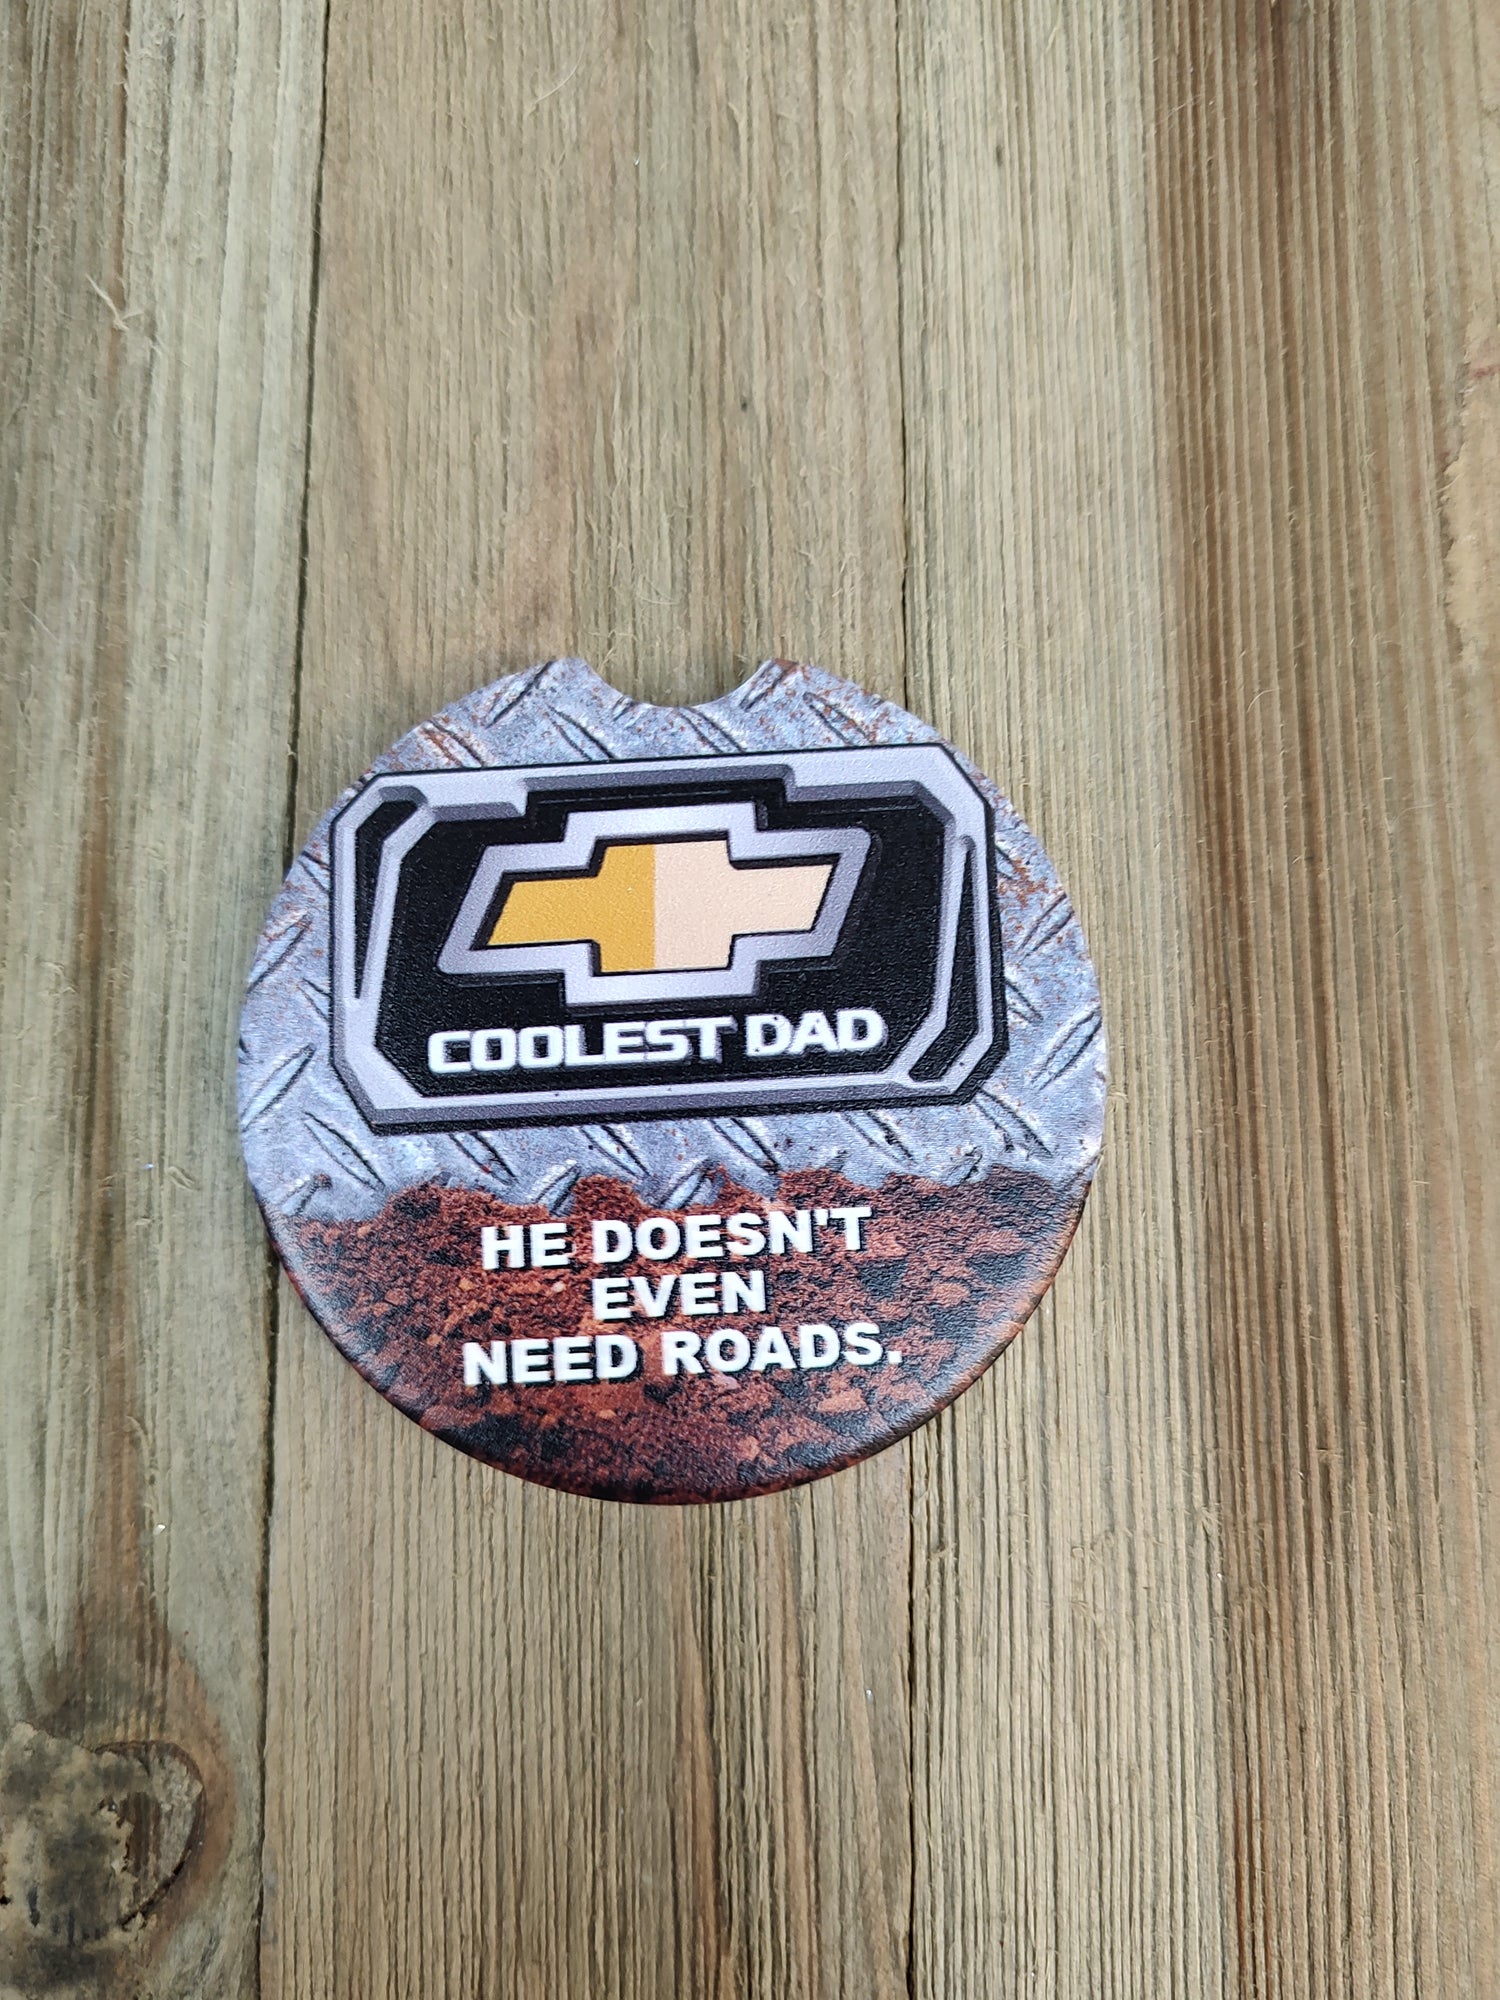 COOLEST DAD
HE DOESN'T
EVEN
NEED ROADS.